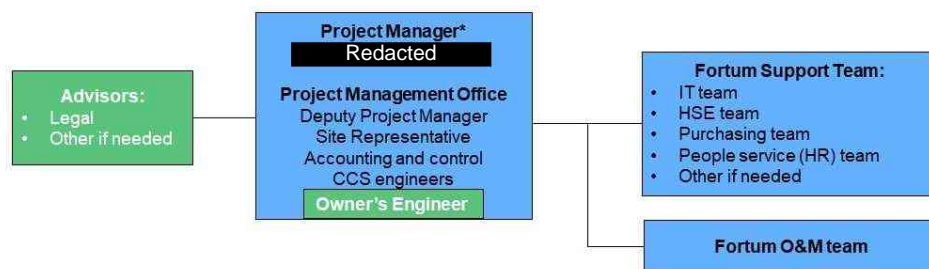 Project Manager*
Redacted
Project Management Office
Deputy Project Manager
Site Representative
Accounting and control
CCS engineers
Owner's Engineer
Advisors:
• Legal
• Other if needed
Fortum Support Team:
• IT team
• HSE team
• Purchasing team
• People service (HR) team
• Other if needed
Fortum O&M team